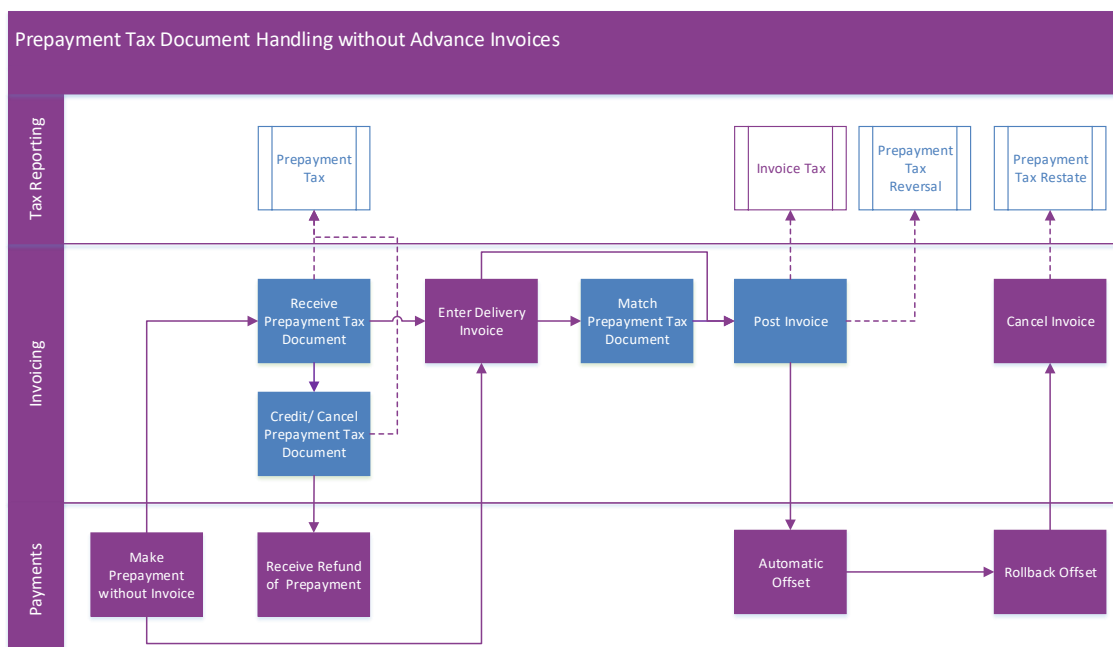 Prepayment Tax Document Handling without Advance Invoices
Tax Reporting
Prepayment
Tax
Invoice Tax
Prepayment
Tax
Reversal
Prepayment
Tax Restate
Invoicing
Receive
Prepayment Tax
Document
Enter Delivery
Invoice
Match
Prepayment Tax
Document
Post Invoice
Cancel Invoice
Credit/ Cancel
Prepayment Tax
Document
Payments
Make
Prepayment
without Invoice
Receive Refund
of Prepayment
Automatic
Offset
Rollback Offset